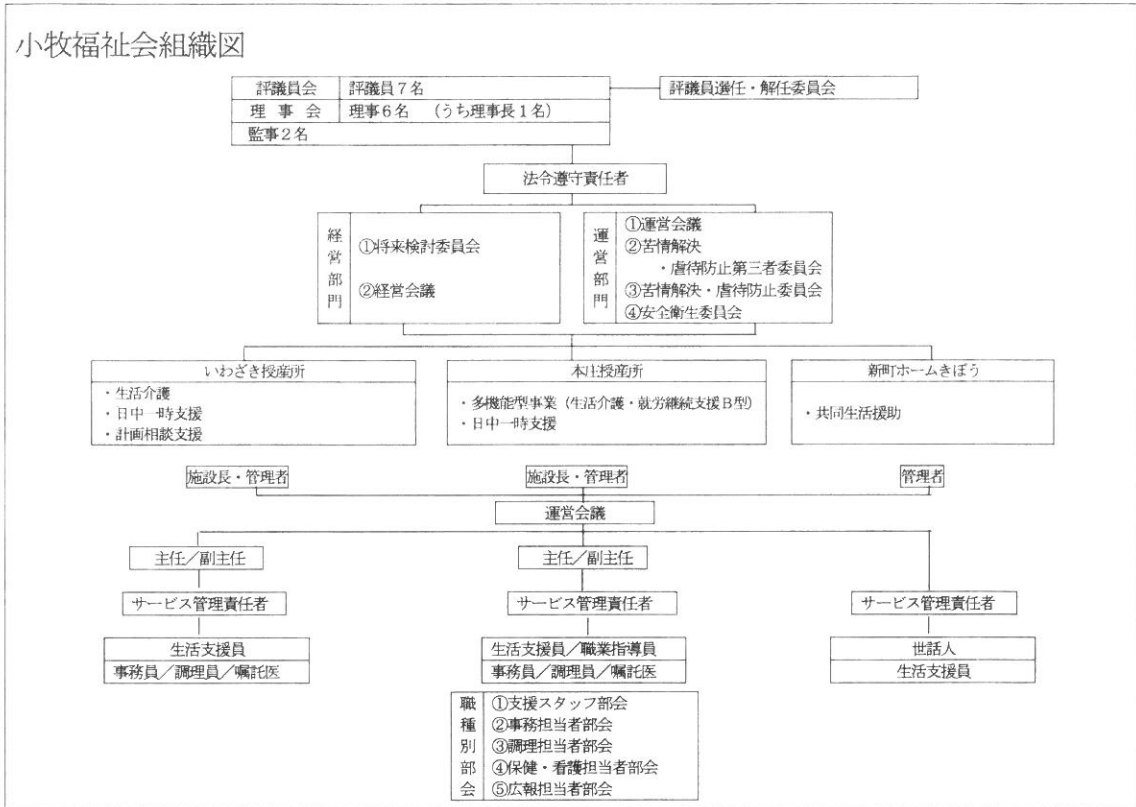 小牧福祉会組織図
評議員会 評議員7名
評議員選任・解任委員会
理事会 理事6名 (うち理事長1名)
監事2名
法令遵守責任者
経営部門
①将来検討委員会
②経営会議
運営部門
①運営会議
②苦情解決
・虐待防止第三者委員会
③苦情解決・虐待防止委員会
④安全衛生委員会
いわざき授産所
・生活介護
・日中一時支援
・計画相談支援
本庄授産所
・多機能型事業(生活介護・就労継続支援B型)
・日中一時支援
新町ホームきぼう
・共同生活援助
施設長・管理者
施設長・管理者
管理者
運営会議
主任/副主任
主任/副主任
サービス管理責任者
サービス管理責任者
サービス管理責任者
生活支援員
事務員/調理員/嘱託医
生活支援員/職業指導員
事務員/調理員/嘱託医
世話人
生活支援員
職種別部会
①支援スタッフ部会
②事務担当者部会
③調理担当者部会
④保健・看護担当者部会
⑤広報担当者部会